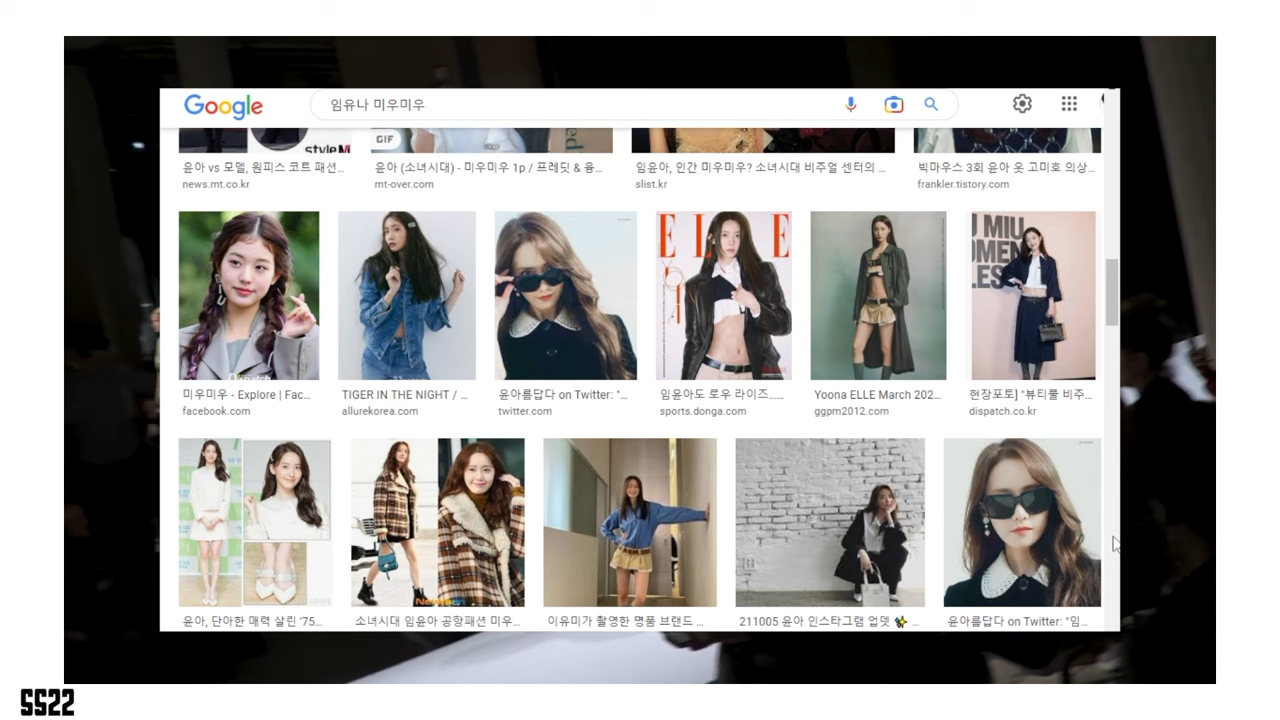 Google
임유나 미우미우
GIF
style M
윤아 vs 모델, 원피스 코트 패션...
윤아 (소녀시대) - 미우미우 1p / 프레딧 & 융...
임윤아, 인간 미우미우? 소녀시대 비주얼 센터의 ...
빅마우스 3회 윤아 옷 고미호 의상...
news.mt.co.kr
mt-over.com
slist.kr
frankler.tistory.com
ELLE
U MIU
OMEN
LES
Dispatch
미우미우 - Explore | Fac...
TIGER IN THE NIGHT / ...
윤아름답다 on Twitter: "...
임윤아도 로우 라이즈......
Yoona ELLE March 202...
현장포토] "뷰티풀 비주...
facebook.com
allurekorea.com
twitter.com
sports.donga.com
ggpm2012.com
dispatch.co.kr
윤아, 단아한 매력 살린 '75...
소녀시대 임윤아 공항패션 미우...
이유미가 촬영한 명품 브랜드 ...
211005 윤아 인스타그램 업뎃 ✨ ...
윤아름답다 on Twitter: "임...
SS22